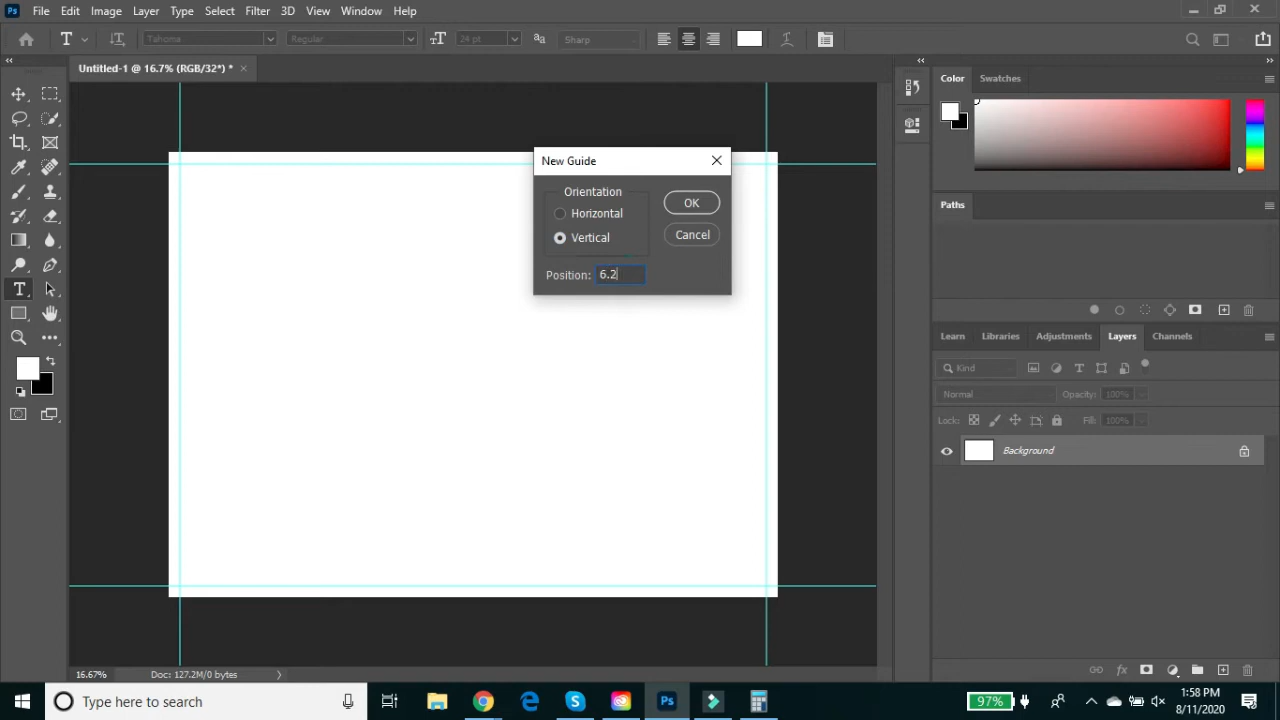 Ps File Edit Image Layer Type Select Filter 3D View Window Help
T Tahoma Regular 24 pt aa Sharp
Untitled-1 @ 16.7% (RGB/32*) * ×
Color Swatches
New Guide
Orientation
Horizontal
OK
Vertical
Cancel
Position: 6.2
Paths
Learn Libraries Adjustments Layers Channels
Kind
Normal Opacity: 100%
Lock: Fill: 100%
Background
16.67% Doc: 127.2M/0 bytes
Type here to search
Ps
97%
1:58 PM
8/11/2020